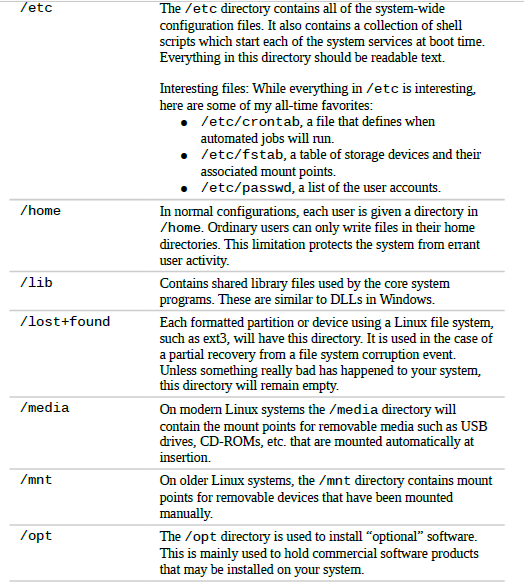 /etc The /etc directory contains all of the system-wide
configuration files. It also contains a collection of shell
scripts which start each of the system services at boot time.
Everything in this directory should be readable text.
Interesting files: While everything in /etc is interesting,
here are some of my all-time favorites:
● /etc/crontab, a file that defines when
automated jobs will run.
● /etc/fstab, a table of storage devices and their
associated mount points.
● /etc/passwd, a list of the user accounts.
/home In normal configurations, each user is given a directory in
/home. Ordinary users can only write files in their home
directories. This limitation protects the system from errant
user activity.
/lib Contains shared library files used by the core system
programs. These are similar to DLLs in Windows.
/lost+found Each formatted partition or device using a Linux file system,
such as ext3, will have this directory. It is used in the case of
a partial recovery from a file system corruption event.
Unless something really bad has happened to your system,
this directory will remain empty.
/media On modern Linux systems the /media directory will
contain the mount points for removable media such as USB
drives, CD-ROMs, etc. that are mounted automatically at
insertion.
/mnt On older Linux systems, the /mnt directory contains mount
points for removable devices that have been mounted
manually.
/opt The /opt directory is used to install “optional” software.
This is mainly used to hold commercial software products
that may be installed on your system.